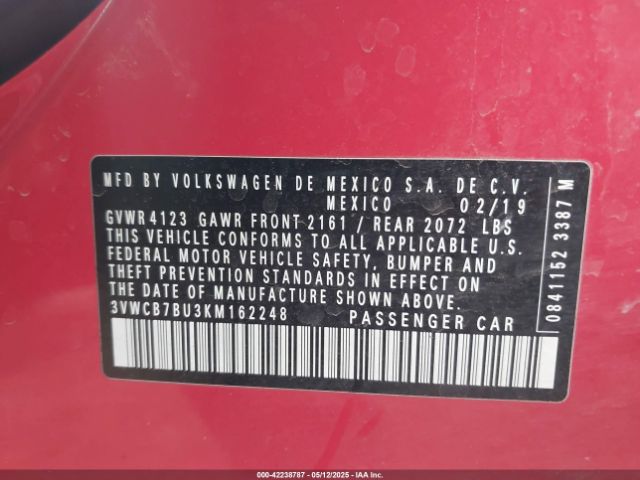 MFD BY VOLKSWAGEN DE MEXICO S.A. DE C.V.
MEXICO 02/19
GVWR 4123 GAWR FRONT 2161 / REAR 2072 LBS
THIS VEHICLE CONFORMS TO ALL APPLICABLE U.S.
FEDERAL MOTOR VEHICLE SAFETY, BUMPER AND
THEFT PREVENTION STANDARDS IN EFFECT ON
THE DATE OF MANUFACTURE SHOWN ABOVE.
3VWCB7BU3KM162248 PASSENGER CAR
0841152 3387 M
000-42238787 - 05/12/2025 - IAAI.CA